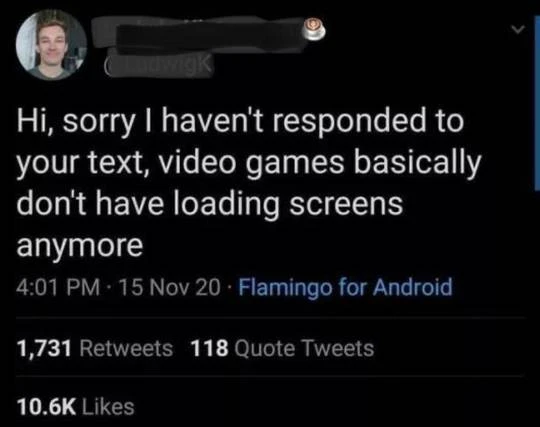 Hi, sorry I haven't responded to
your text, video games basically
don't have loading screens
anymore
4:01 PM · 15 Nov 20 · Flamingo for Android
1,731 Retweets 118 Quote Tweets
10.6K Likes